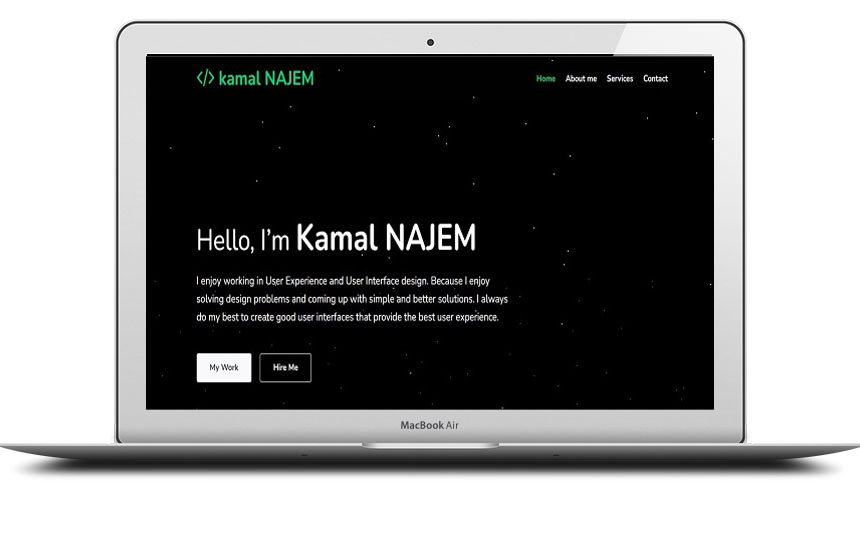 </> kamal NAJEM
Home About me Services Contact
Hello, I'm Kamal NAJEM
I enjoy working in User Experience and User Interface design. Because I enjoy
solving design problems and coming up with simple and better solutions. I always
do my best to create good user interfaces that provide the best user experience.
My Work Hire Me
MacBook Air